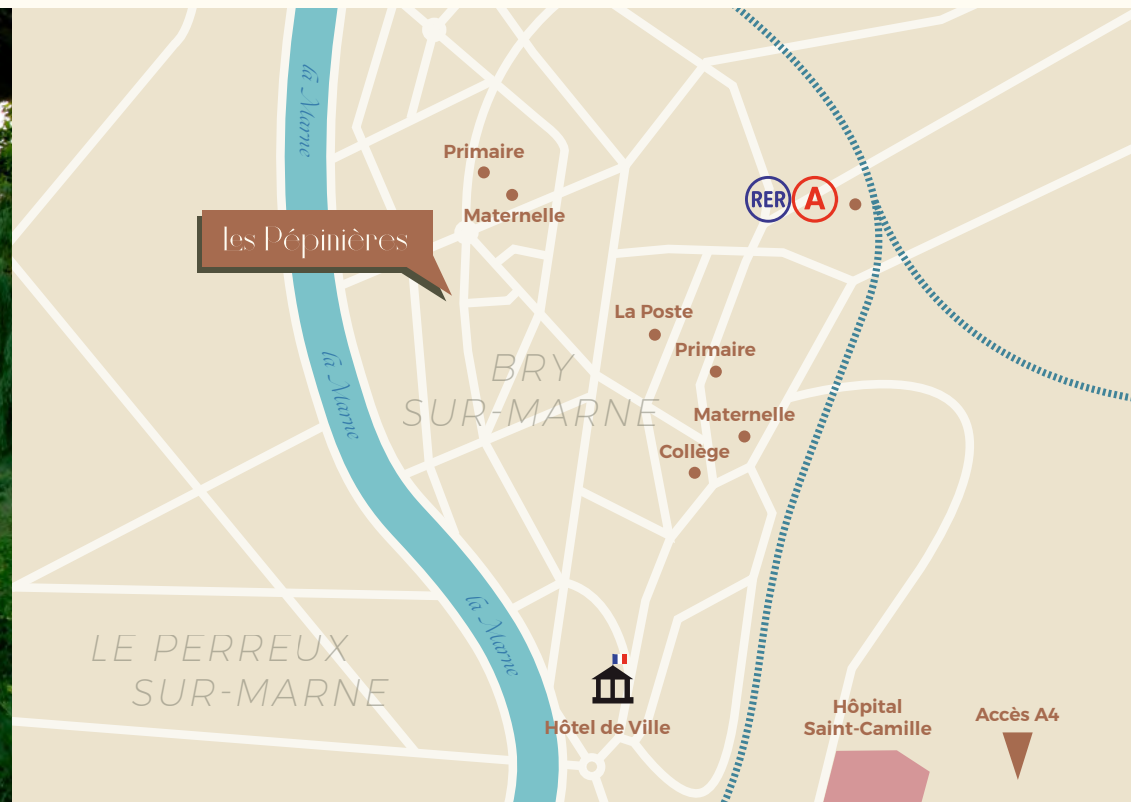 la Marne
Primaire
Maternelle
RER A
les Pépinières
La Poste
Primaire
la Marne
BRY
SUR-MARNE
Maternelle
Collège
la Marne
LE PERREUX
SUR-MARNE
Hôtel de Ville
Hôpital
Saint-Camille
Accès A4